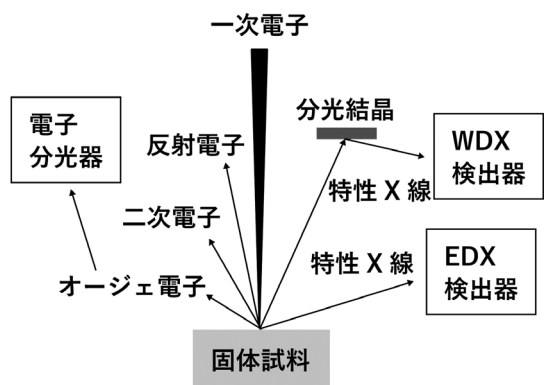 一次電子
分光結晶
電子
分光器
反射電子
WDX
検出器
特性 X 線
二次電子
特性 X 線
EDX
検出器
オージェ電子
固体試料